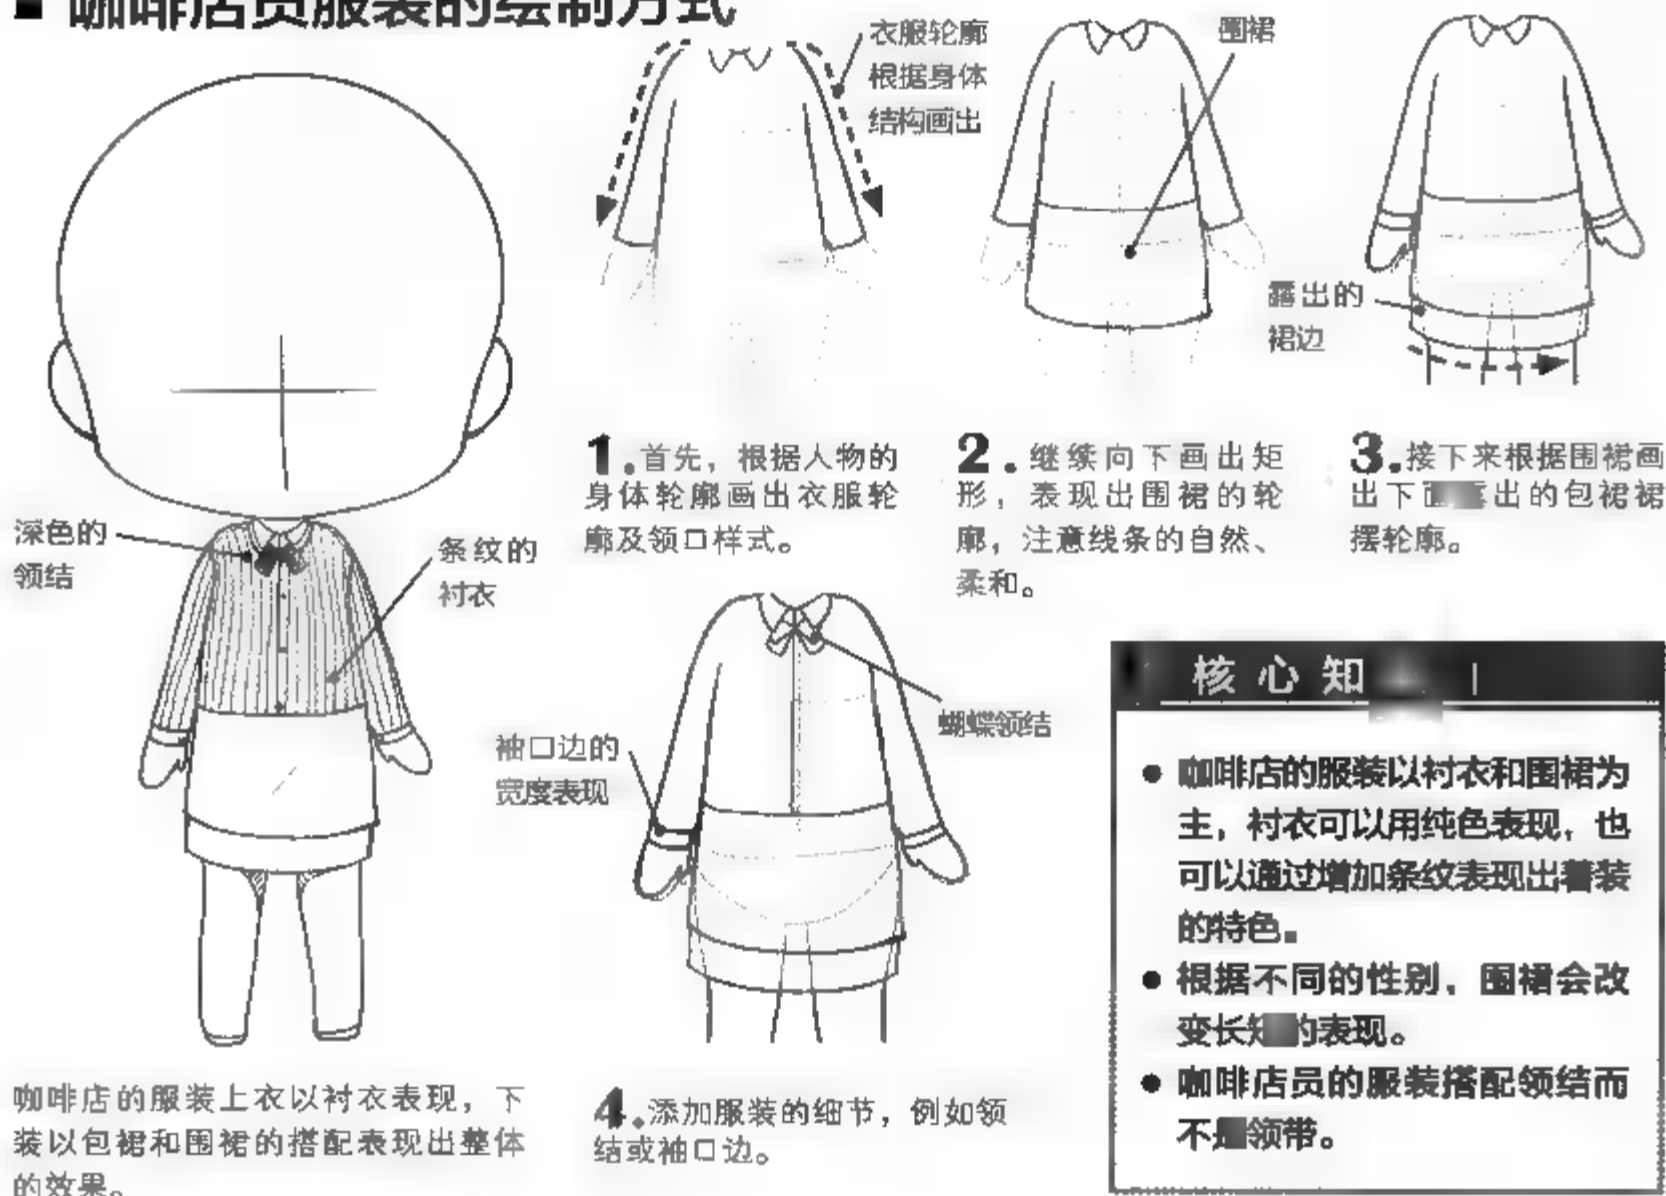 咖啡店员服装的绘制方式
衣服轮廓
根据身体
结构画出
围裙
露出的
裙边
1.首先，根据人物的
身体轮廓画出衣服轮
廓及领口样式。
2.继续向下画出矩
形，表现出围裙的轮
廓，注意线条的自然、
柔和。
3.接下来根据围裙画
出下面出的包裙裙
摆轮廓。
深色的
领结
条纹的
衬衣
袖口边的
宽度表现
蝴蝶领结
咖啡店的服装上衣以衬衣表现，下
装以包裙和围裙的搭配表现出整体
的效果。
4.添加服装的细节，例如领
结或袖口边。
核心知
● 咖啡店的服装以衬衣和围裙为
主，衬衣可以用纯色表现，也
可以通过增加条纹表现出着装
的特色。
● 根据不同的性别，围裙会改
变长短的表现。
● 咖啡店员的服装搭配领结而
不是领带。